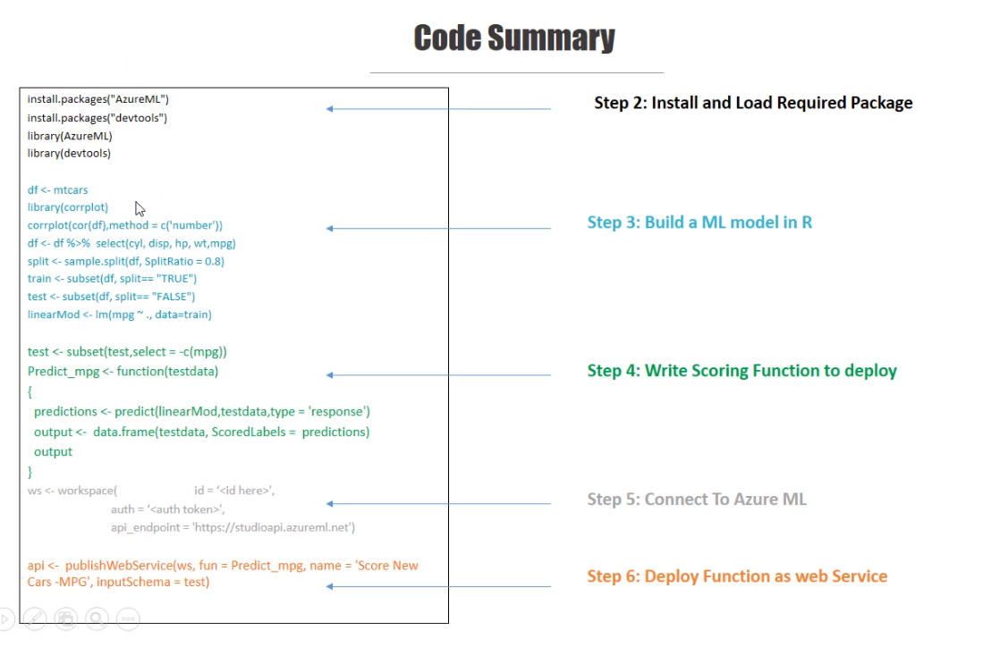 Code Summary
install.packages("AzureML")
install.packages("devtools")
library(AzureML)
library(devtools)
Step 2: Install and Load Required Package
df <- mtcars
library(corrplot)
corrplot(cor(df),method = c('number'))
df <- df %>%  select(cyl, disp, hp, wt,mpg)
split <- sample.split(df, SplitRatio = 0.8)
train <- subset(df, split== "TRUE")
test <- subset(df, split== "FALSE")
linearMod <- lm(mpg ~ ., data=train)
Step 3: Build a ML model in R
test <- subset(test,select = -c(mpg))
Predict_mpg <- function(testdata)
{
predictions <- predict(linearMod,testdata,type = 'response')
output <-  data.frame(testdata, ScoredLabels =  predictions)
output
}
Step 4: Write Scoring Function to deploy
ws <- workspace( id = '<id here>',
auth = '<auth token>',
api_endpoint = 'https://studioapi.azureml.net')
Step 5: Connect To Azure ML
api <-  publishWebService(ws, fun = Predict_mpg, name = 'Score New
Cars -MPG', inputSchema = test)
Step 6: Deploy Function as web Service